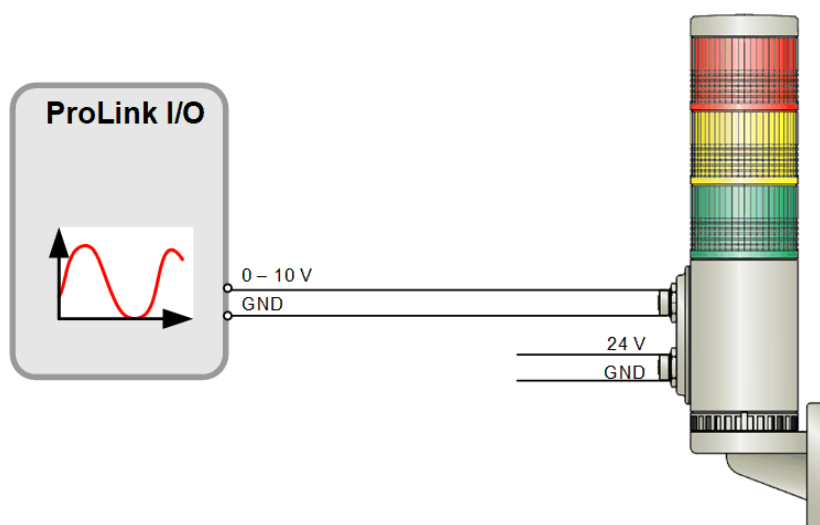 ProLink I/O
0 – 10 V
GND
24 V
GND